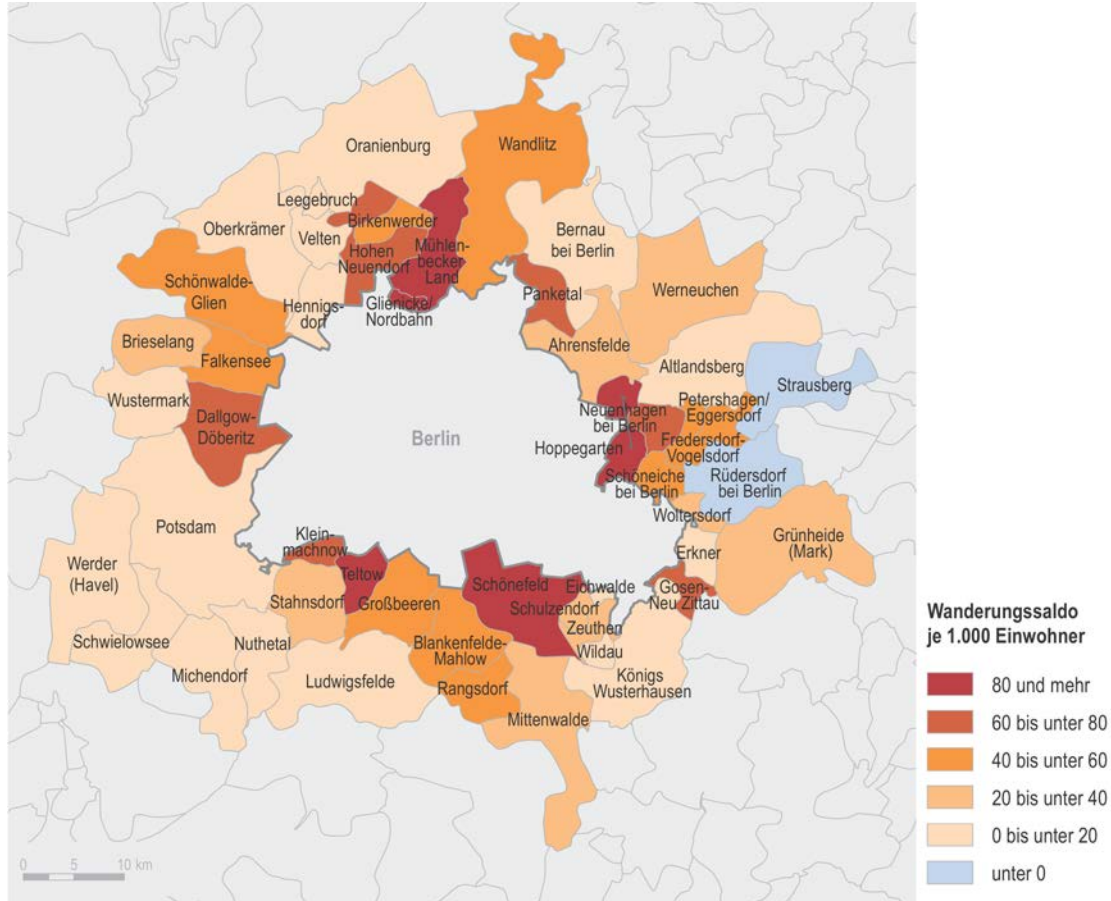 Oranienburg
Wandlitz
Leegebruch
Birkenwerder
Oberkrämer
Velten
Hohen
Neuendorf
Mühlen-
becker
Land
Bernau
bei Berlin
Schönwalde-
Glien
Hennigs-
dorf
Glienicke/
Nordbahn
Panketal
Werneuchen
Brieselang
Falkensee
Ahrensfelde
Altlandsberg
Strausberg
Wustermark
Dallgow-
Döberitz
Neuenhagen
bei Berlin
Petershagen/
Eggersdorf
Berlin
Hoppegarten
Fredersdorf-
Vogelsdorf
Schöneiche
bei Berlin
Rüdersdorf
bei Berlin
Potsdam
Woltersdorf
Grünheide
(Mark)
Klein-
machnow
Erkner
Werder
(Havel)
Teltow
Schönefeld
Eichwalde
Gosen-
Neu Zittau
Stahnsdorf
Großbeeren
Schulzendorf
Zeuthen
Schwielowsee
Nuthetal
Blankenfelde-
Mahlow
Wildau
Michendorf
Ludwigsfelde
Rangsdorf
Königs
Wusterhausen
Mittenwalde
0 5 10 km
Wanderungssaldo
je 1.000 Einwohner
80 und mehr
60 bis unter 80
40 bis unter 60
20 bis unter 40
0 bis unter 20
unter 0